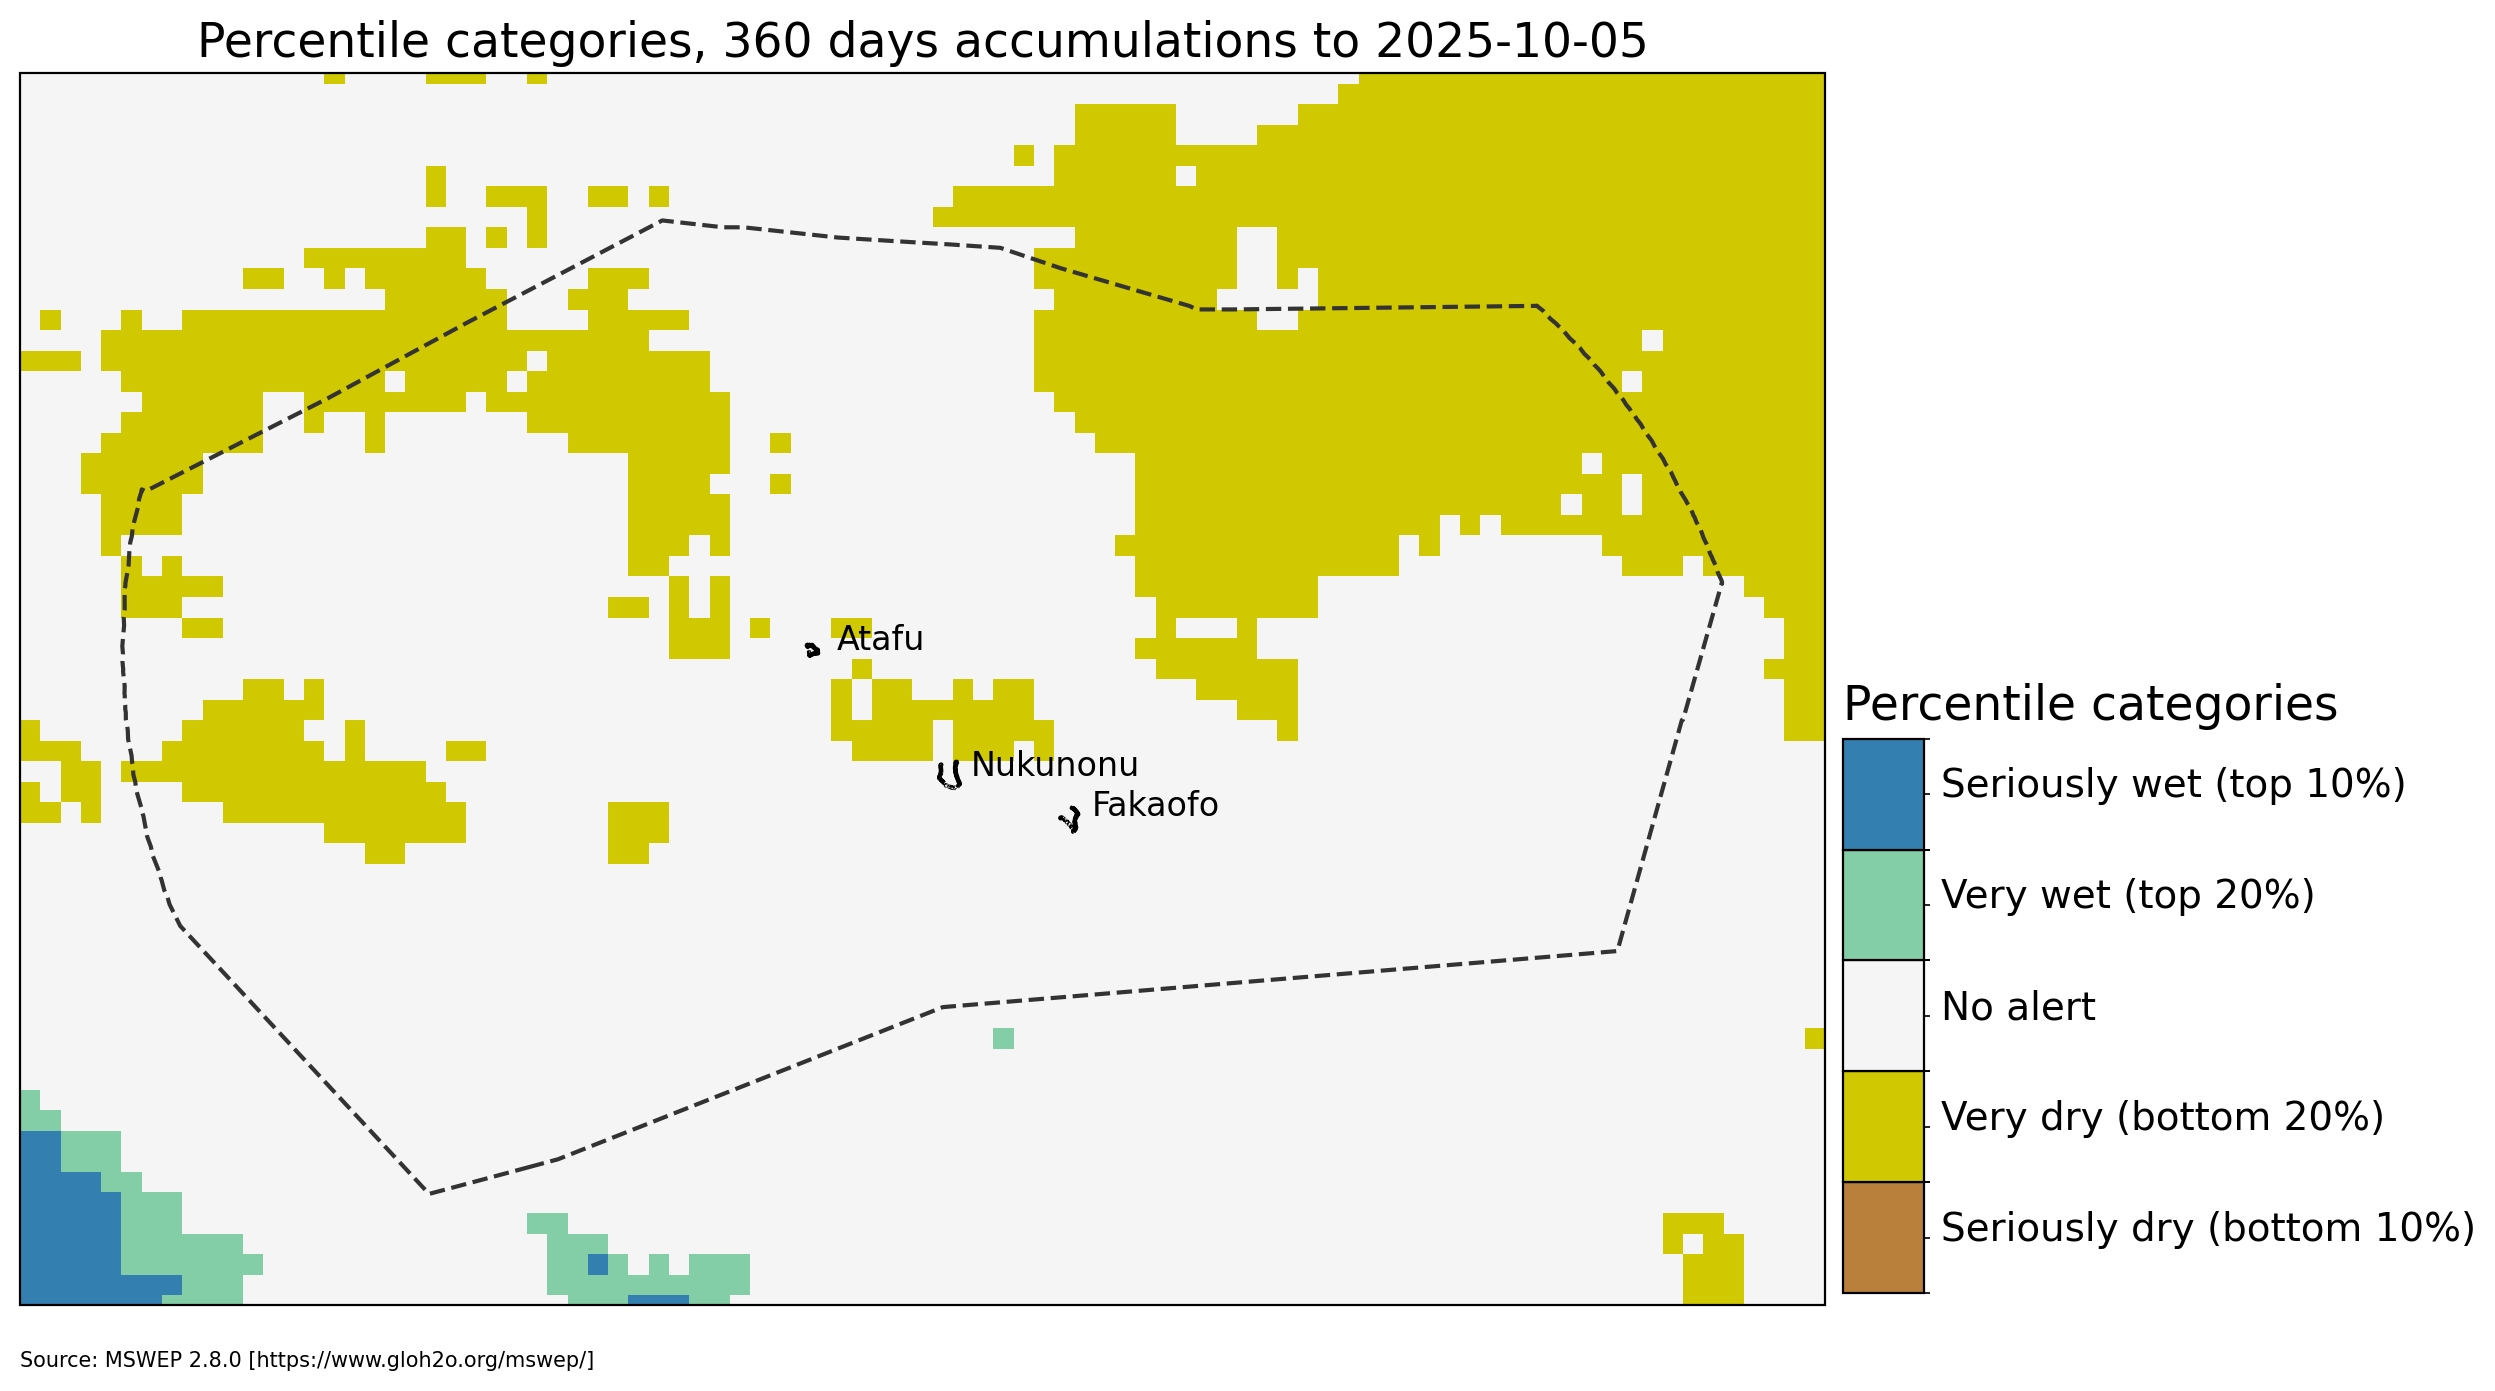 Percentile categories, 360 days accumulations to 2025-10-05
Atafu
Nukunonu
Fakaofo
Percentile categories
Seriously wet (top 10%)
Very wet (top 20%)
No alert
Very dry (bottom 20%)
Seriously dry (bottom 10%)
Source: MSWEP 2.8.0 [https://www.gloh2o.org/mswep/]